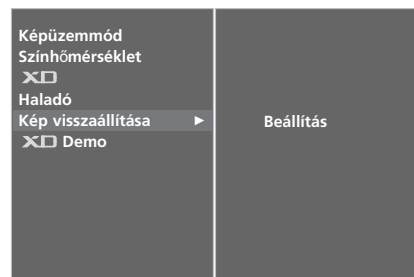 Képüzemmód
Színhőmérséklet
XD
Haladó
Kép visszaállítása ► Beállítás
XD Demo